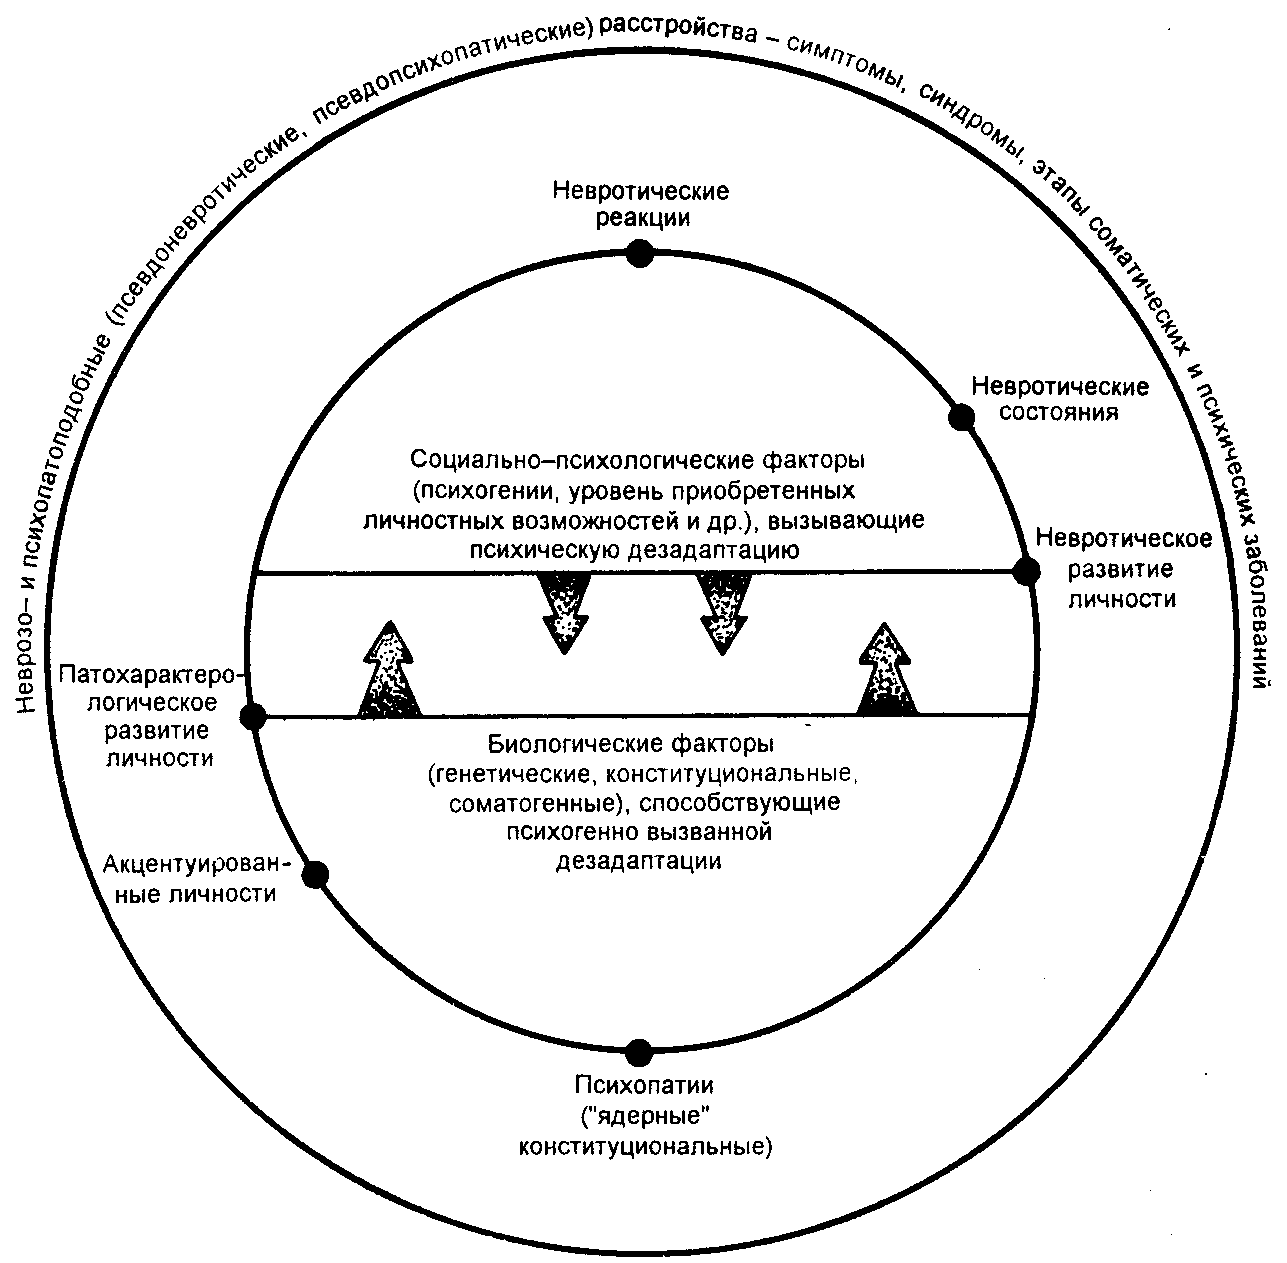 Неврозо– и психопатоподобные (псевдоневротические, псевдопсихопатические) расстройства – симптомы, синдромы, этапы соматических и психических заболеваний
Невротические
реакции
Невротические
состояния
Социально–психологические факторы
(психогении, уровень приобретенных
личностных возможностей и др.), вызывающие
психическую дезадаптацию
Невротическое
развитие
личности
Патохарактеро-
логическое
развитие
личности
Биологические факторы
(генетические, конституциональные,
соматогенные), способствующие
психогенно вызванной
дезадаптации
Акцентуирован-
ные личности
Психопатии
("ядерные"
конституциональные)